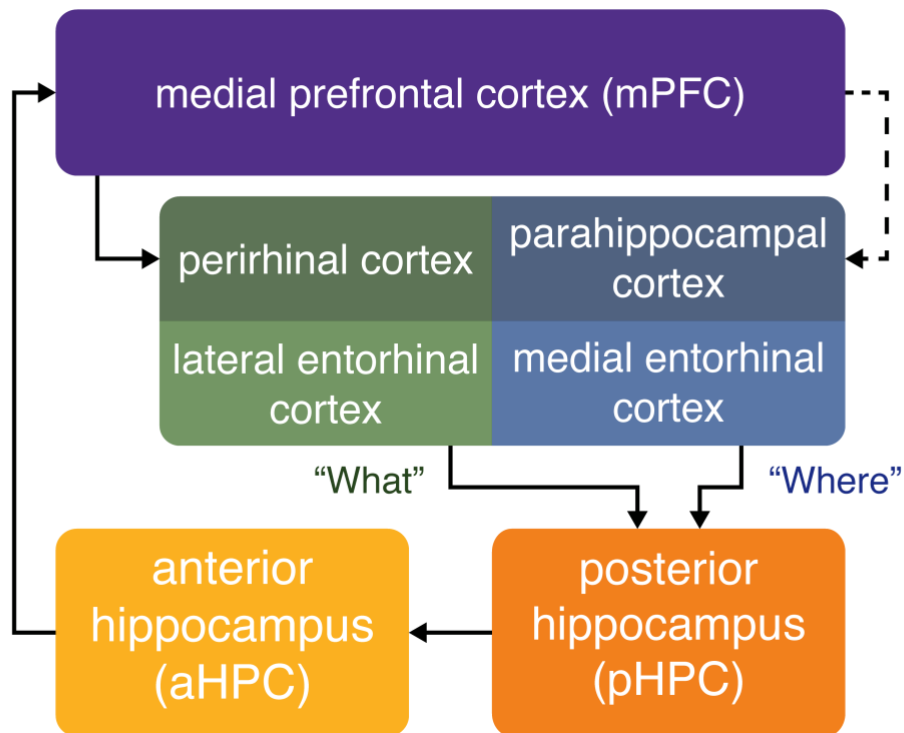 medial prefrontal cortex (mPFC)
perirhinal cortex
parahippocampal
cortex
lateral entorhinal
cortex
medial entorhinal
cortex
“What”
“Where”
anterior
hippocampus
(aHPC)
posterior
hippocampus
(pHPC)